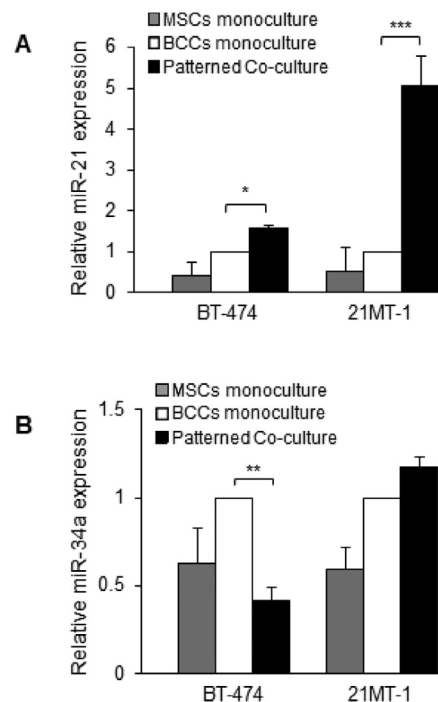 A
MSCs monoculture
BCCs monoculture
Patterned Co-culture
***
*
Relative miR-21 expression
6
5
4
3
2
1
0
BT-474 21MT-1
B
MSCs monoculture
BCCs monoculture
Patterned Co-culture
**
Relative miR-34a expression
1.5
1
0.5
0
BT-474 21MT-1